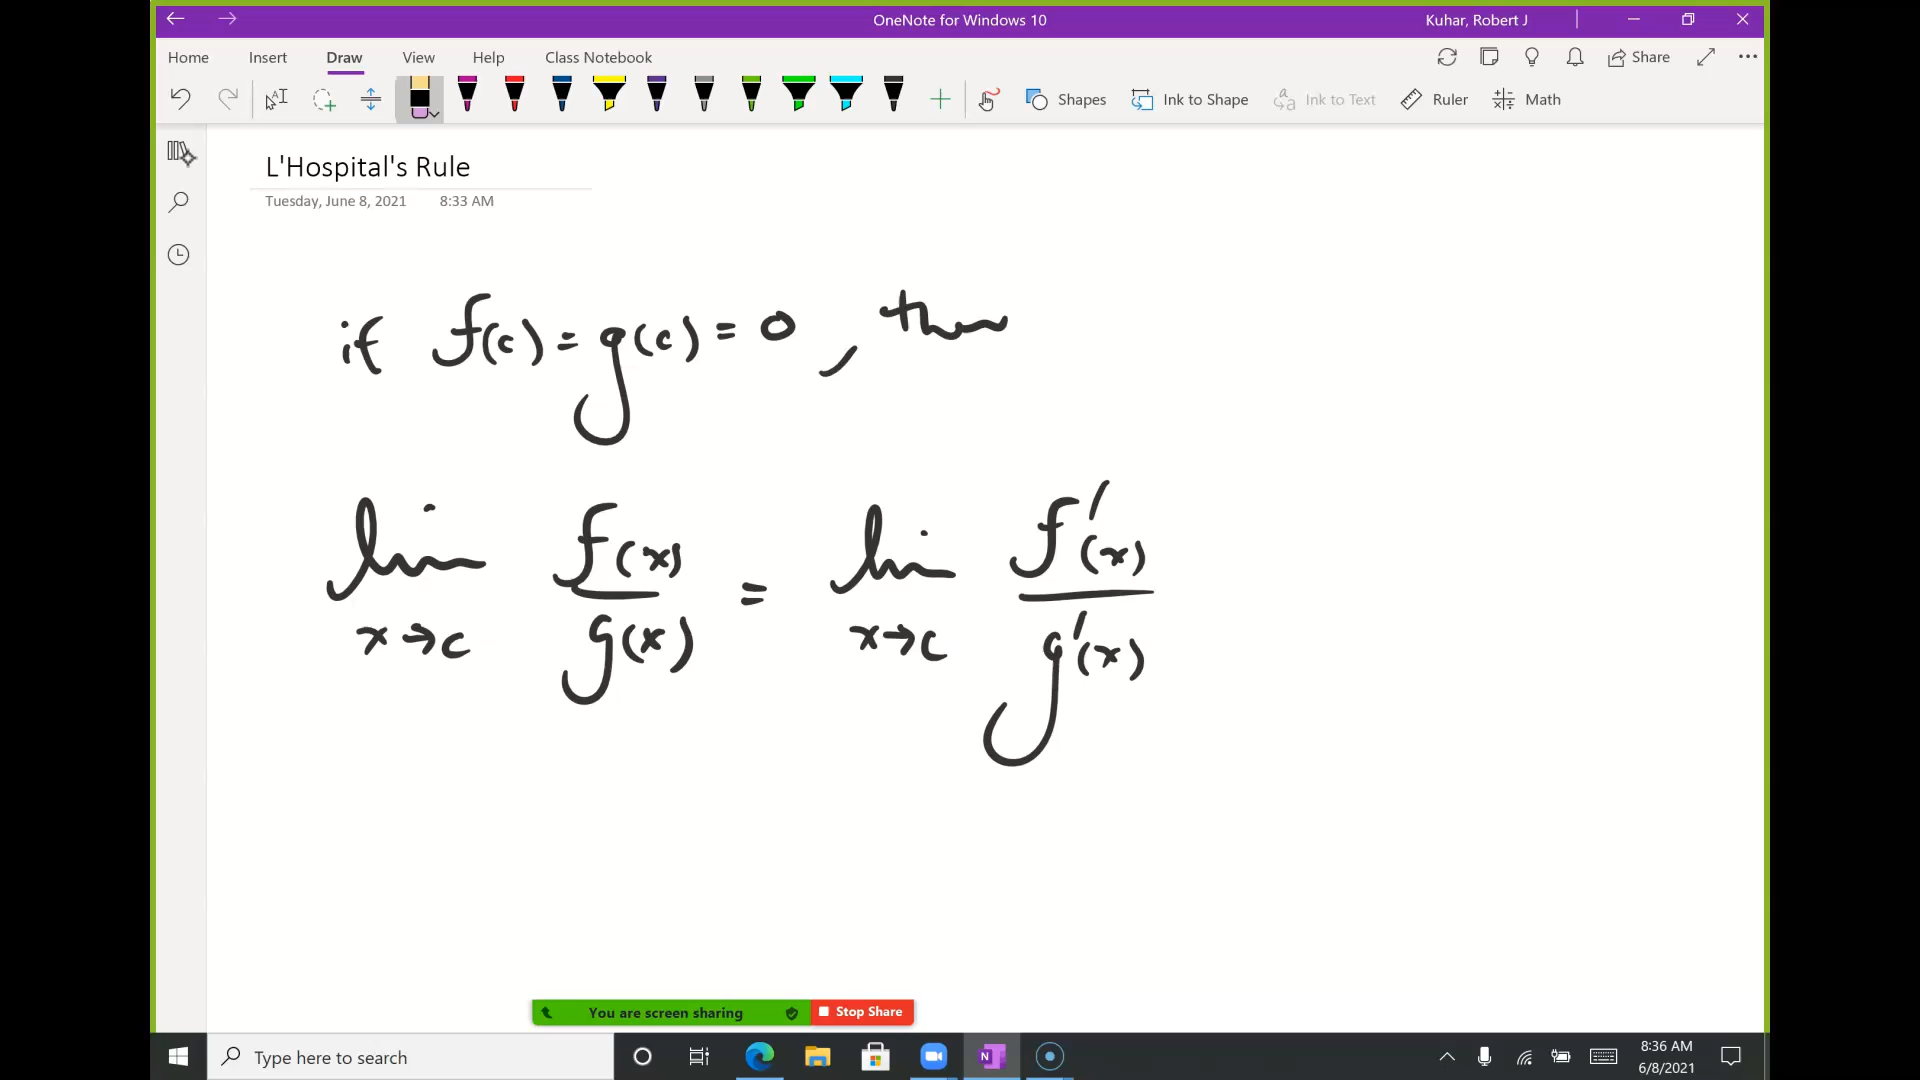 OneNote for Windows 10
Kuhar, Robert J
Home Insert Draw View Help Class Notebook
Share
Shapes Ink to Shape Ink to Text Ruler Math
L'Hospital's Rule
Tuesday, June 8, 2021 8:33 AM
if f(c) = g(c) = 0 , then
lim f(x) = lim f'(x)
x→c g(x) x→c g'(x)
You are screen sharing Stop Share
Type here to search
8:36 AM
6/8/2021